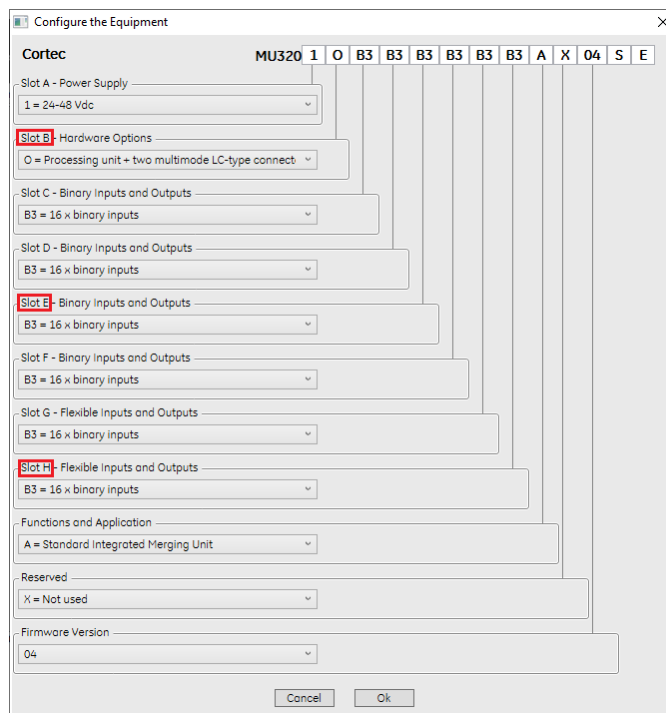 Configure the Equipment
Cortec MU320 1 O B3 B3 B3 B3 B3 B3 A X 04 S E
Slot A - Power Supply
1 = 24-48 Vdc
Slot B - Hardware Options
O = Processing unit + two multimode LC-type connect
Slot C - Binary Inputs and Outputs
B3 = 16 x binary inputs
Slot D - Binary Inputs and Outputs
B3 = 16 x binary inputs
Slot E - Binary Inputs and Outputs
B3 = 16 x binary inputs
Slot F - Binary Inputs and Outputs
B3 = 16 x binary inputs
Slot G - Flexible Inputs and Outputs
B3 = 16 x binary inputs
Slot H - Flexible Inputs and Outputs
B3 = 16 x binary inputs
Functions and Application
A = Standard Integrated Merging Unit
Reserved
X = Not used
Firmware Version
04
Cancel Ok